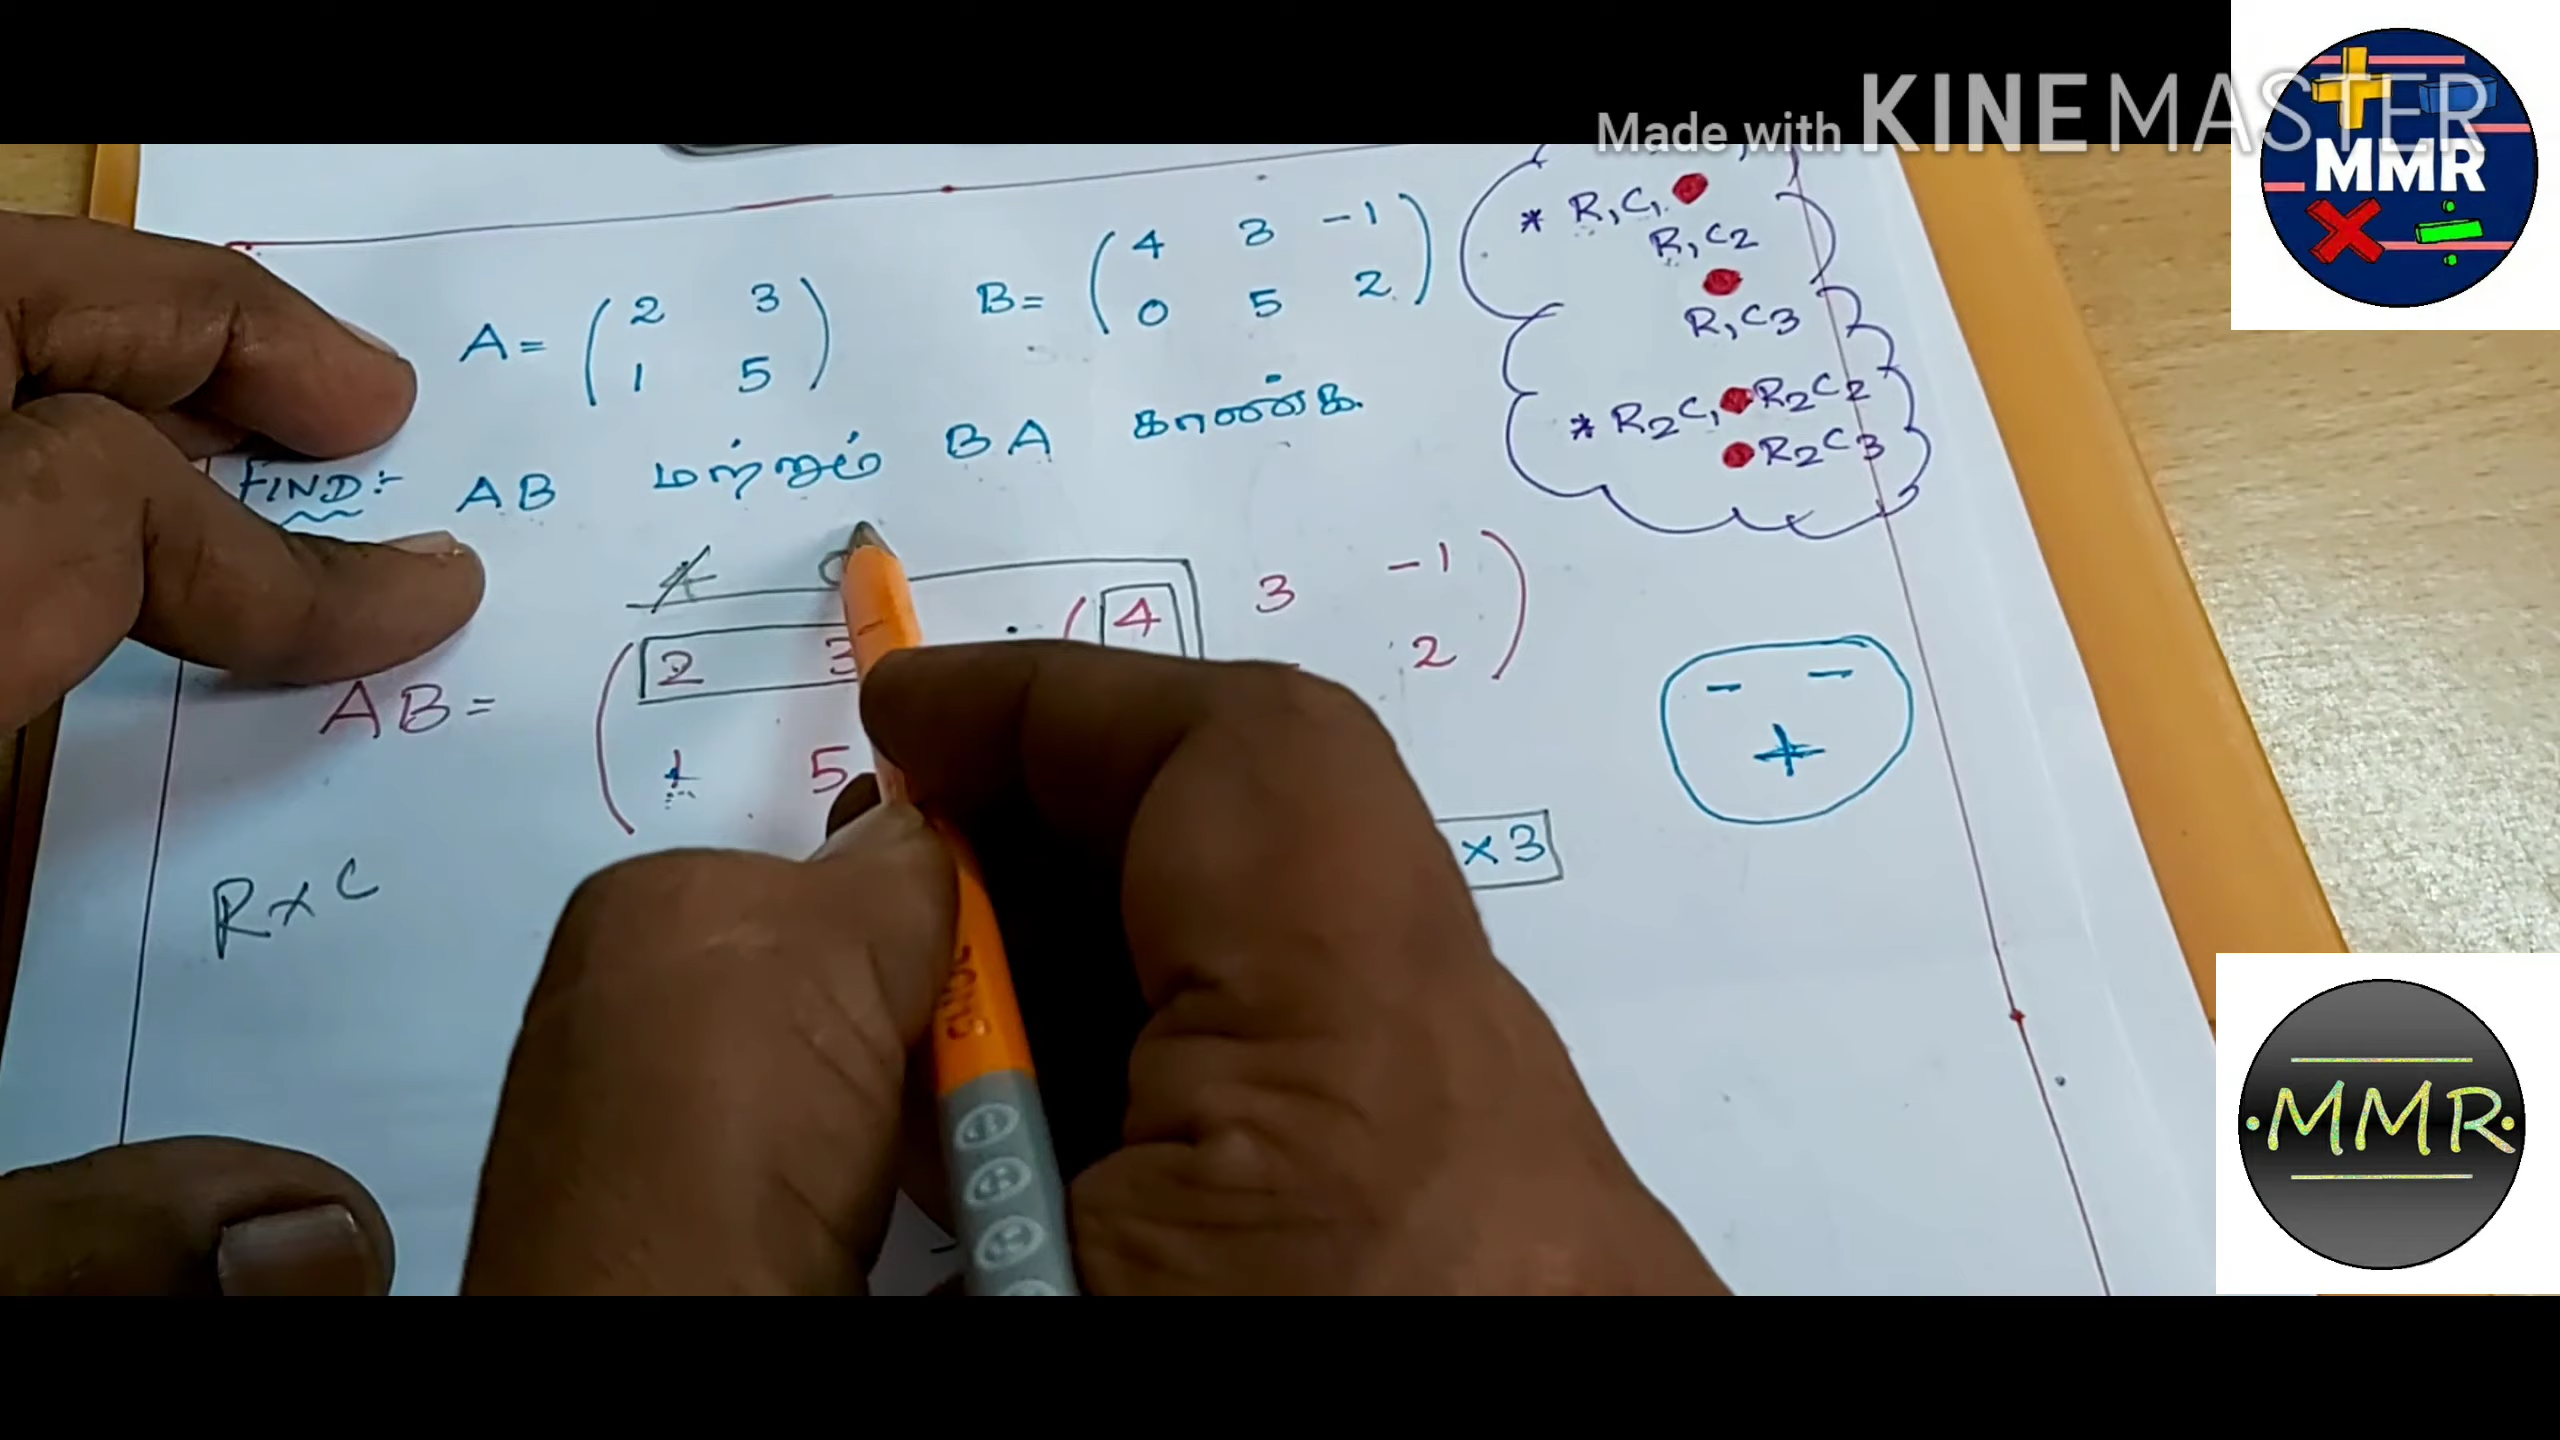 Made with KINEMASTER
MMR
* R₁C₁
R₁C₂
R₁C₃
* R₂C₁ R₂C₂
R₂C₃
A = ( 2 3
1 5 )
B = ( 4 3 -1
0 5 2 )
FIND:- AB மற்றும் BA காண்க.
AB = ( 2 3
1 5
( 4 3 -1
2 )
- -
+
× 3
R × C
MMR